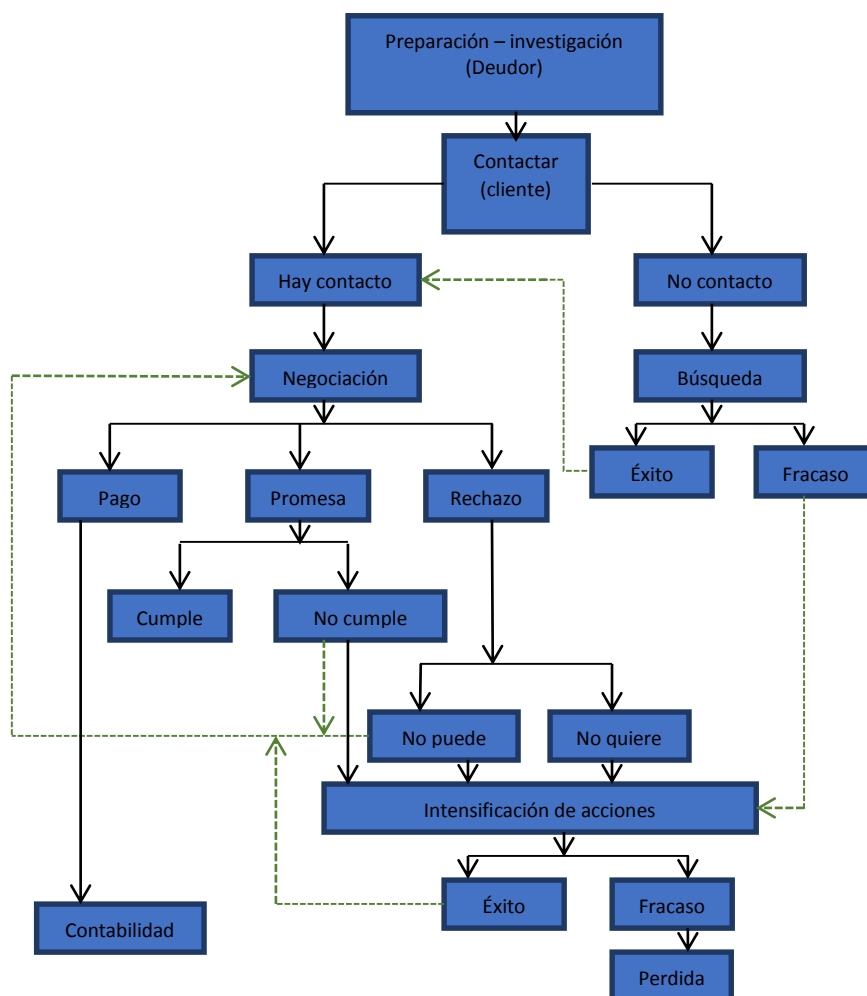 Preparación – investigación
(Deudor)
Contactar
(cliente)
Hay contacto
No contacto
Negociación
Búsqueda
Éxito
Fracaso
Pago
Promesa
Rechazo
Cumple
No cumple
No puede
No quiere
Intensificación de acciones
Éxito
Fracaso
Contabilidad
Perdida